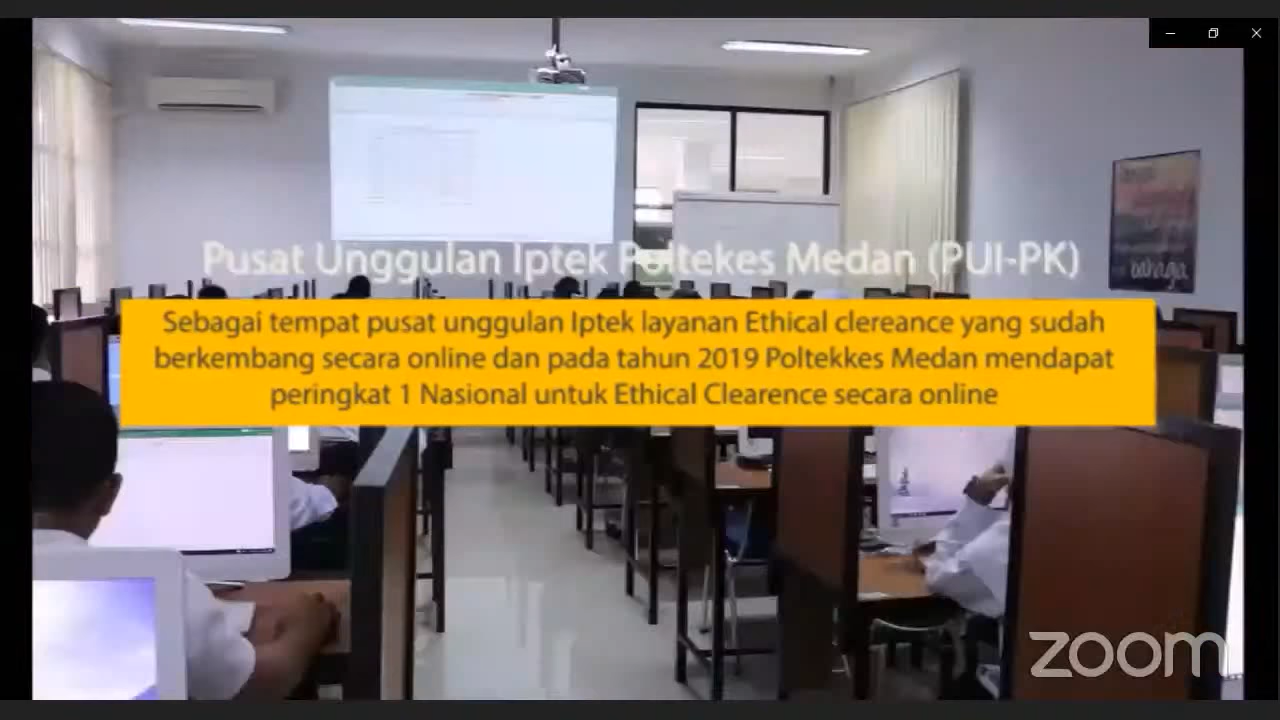 Pusat Unggulan Iptek Poltekes Medan (PUI-PK)
Sebagai tempat pusat unggulan Iptek layanan Ethical clereance yang sudah
berkembang secara online dan pada tahun 2019 Poltekkes Medan mendapat
peringkat 1 Nasional untuk Ethical Clearence secara online
bahaga
zoom